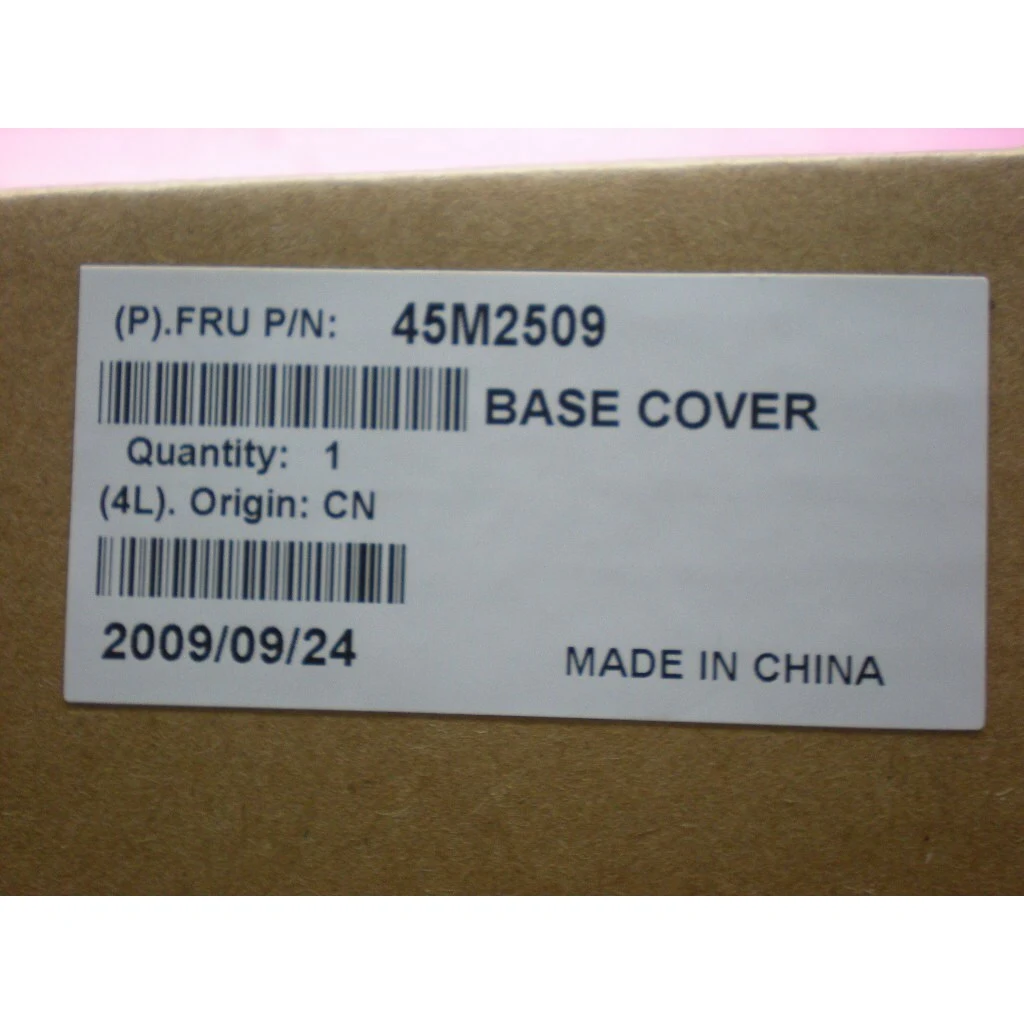 (P).FRU P/N: 45M2509
BASE COVER
Quantity: 1
(4L). Origin: CN
2009/09/24
MADE IN CHINA